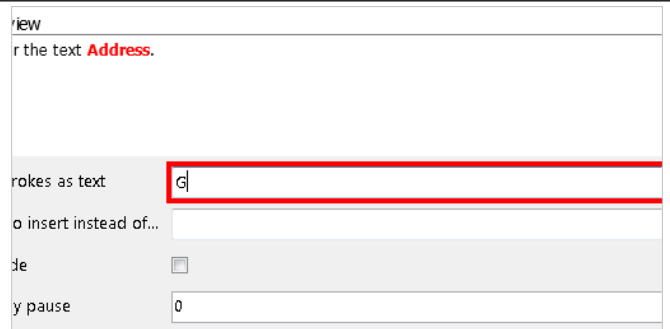 view
r the text Address.
rokes as text
G
o insert instead of...
de
y pause
0